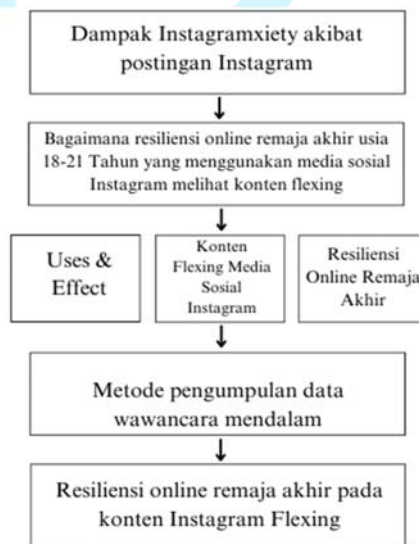 Dampak Instagramxiety akibat
postingan Instagram
Bagaimana resiliensi online remaja akhir usia
18-21 Tahun yang menggunakan media sosial
Instagram melihat konten flexing
Uses &
Effect
Konten
Flexing Media
Sosial
Instagram
Resiliensi
Online Remaja
Akhir
Metode pengumpulan data
wawancara mendalam
Resiliensi online remaja akhir pada
konten Instagram Flexing